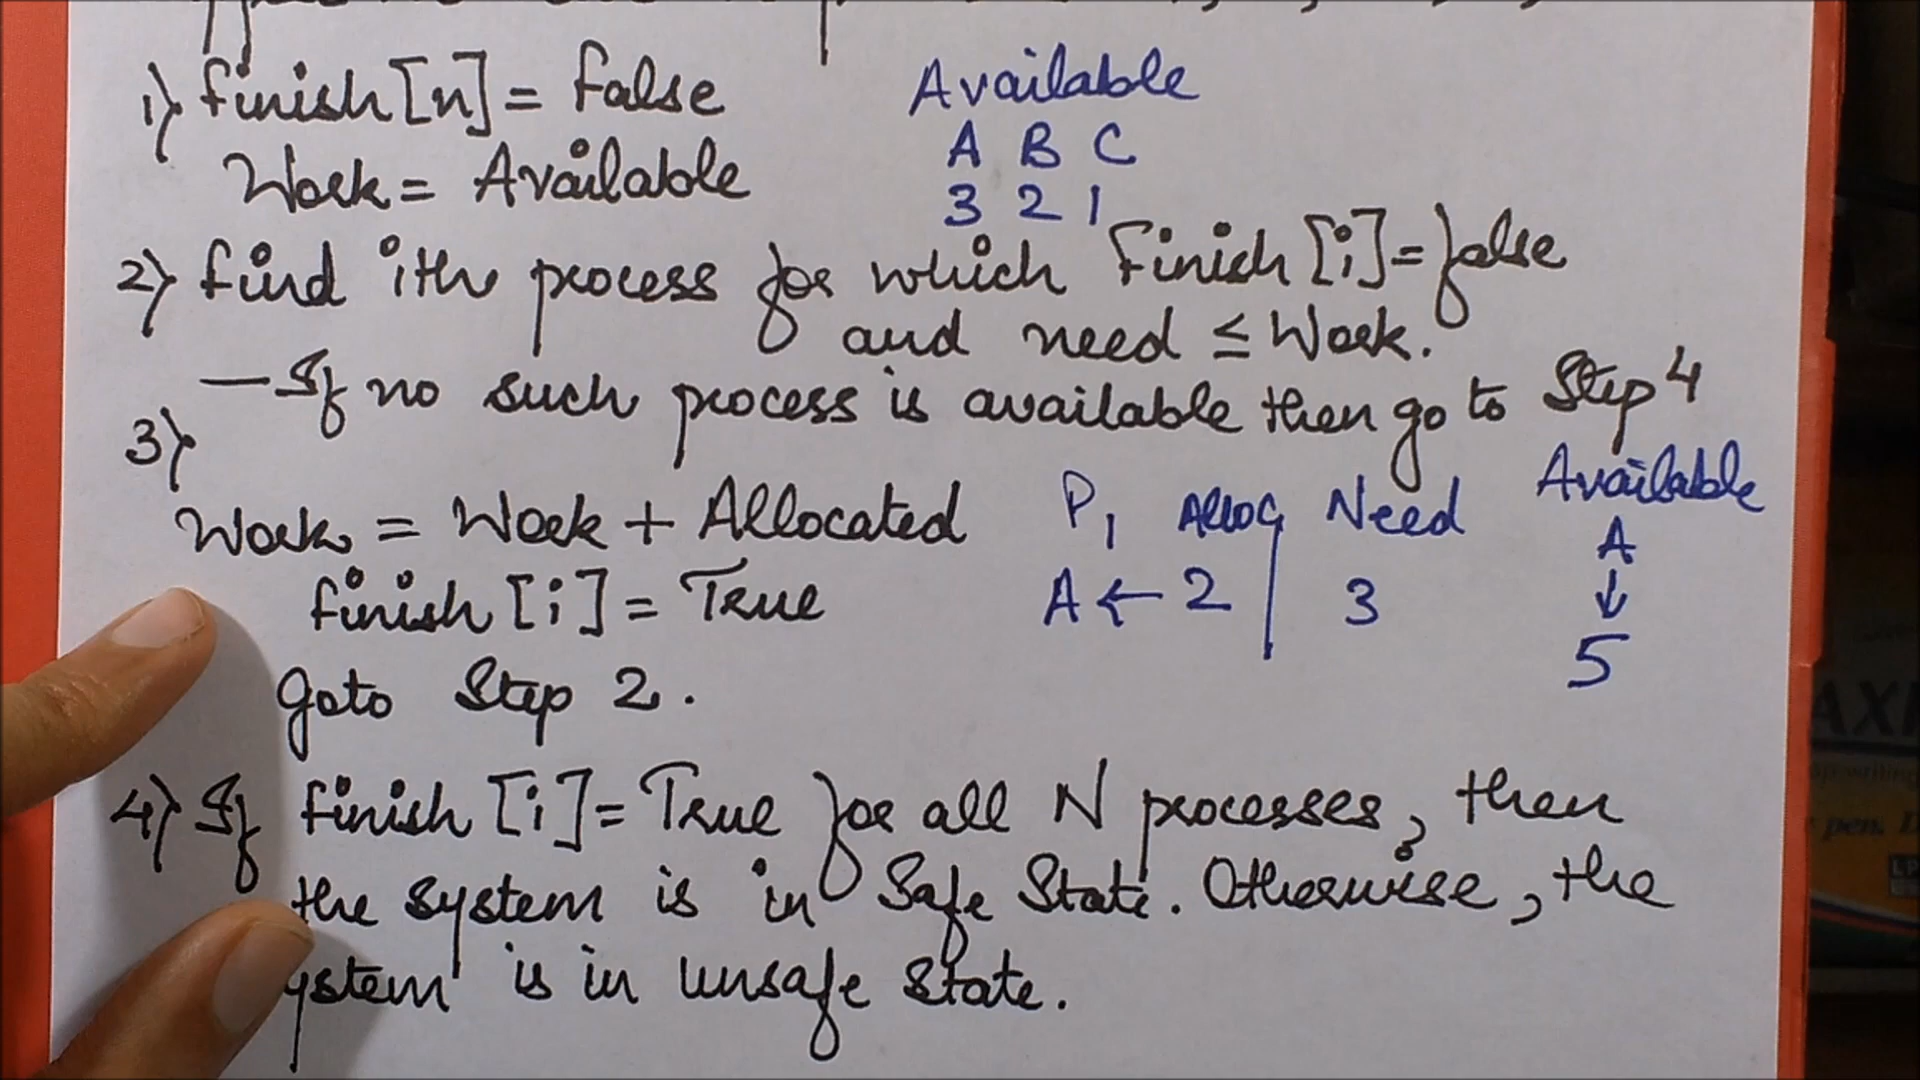 1) finish [n] = false
Work = Available
Available
A B C
3 2 1
2) find ith process for which Finish [i] = false
and need ≤ Work.
— If no such process is available then go to Step 4
3)
Work = Work + Allocated
finish [i] = True
Goto Step 2.
P1 Alloc Need
A ← 2 3
Available
A
↓
5
4) If finish [i] = True for all N processes, then
the system is in Safe State. Otherwise, the
ystem is in unsafe state.